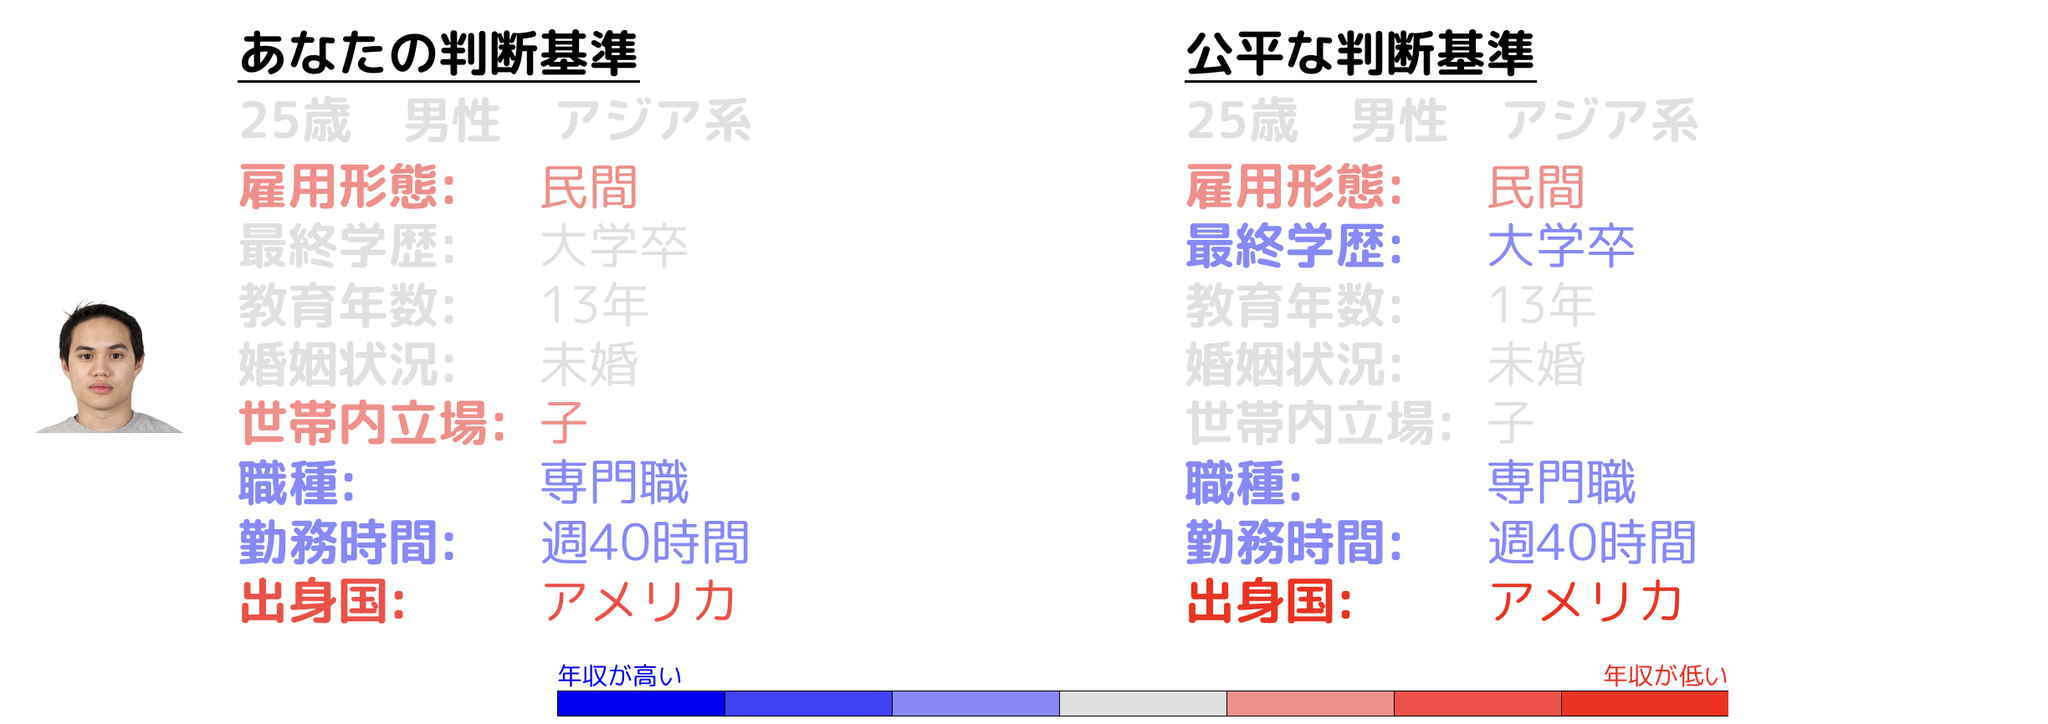 あなたの判断基準
25歳 男性 アジア系
雇用形態: 民間
最終学歴: 大学卒
教育年数: 13年
婚姻状況: 未婚
世帯内立場: 子
職種: 専門職
勤務時間: 週40時間
出身国: アメリカ
公平な判断基準
25歳 男性 アジア系
雇用形態: 民間
最終学歴: 大学卒
教育年数: 13年
婚姻状況: 未婚
世帯内立場: 子
職種: 専門職
勤務時間: 週40時間
出身国: アメリカ
年収が高い
年収が低い